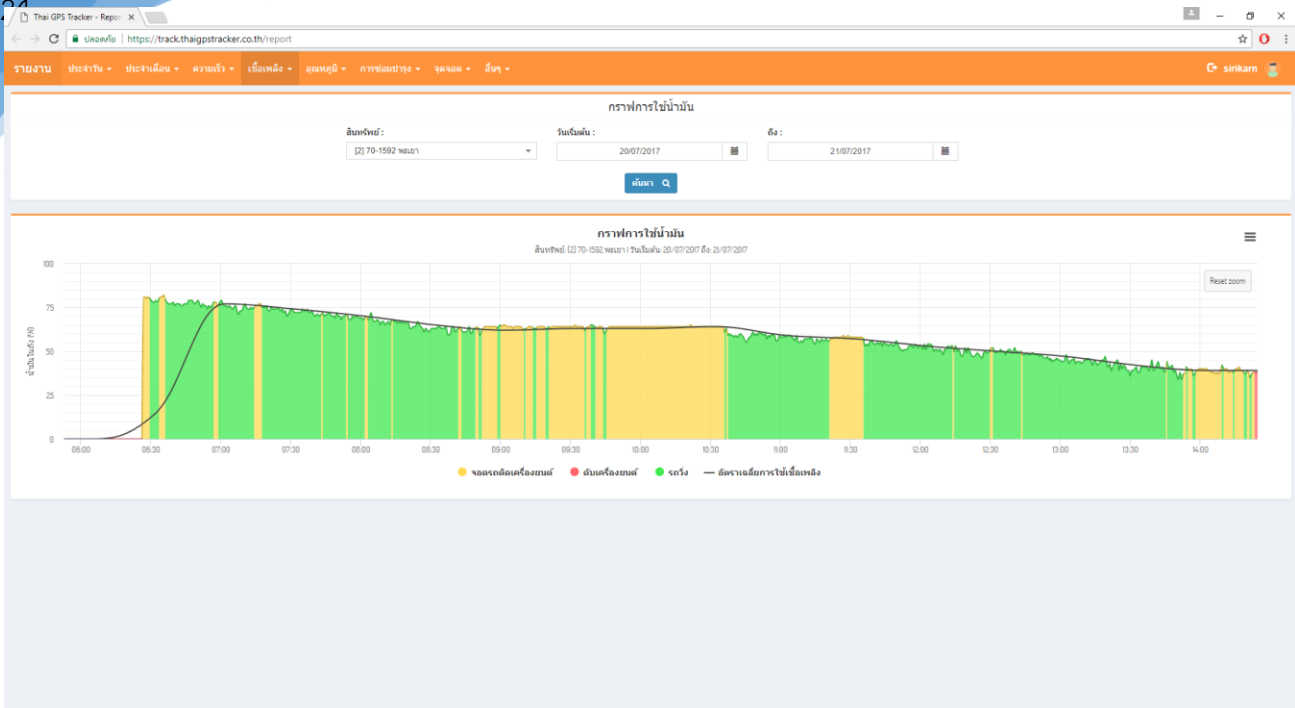 24
Thai GPS Tracker - Repor
ปลอดภัย | https://track.thaigpstracker.co.th/report
รายงาน ประจำวัน ประจำเดือน ความเร็ว เชื้อเพลิง อุณหภูมิ การซ่อมบำรุง จุดจอด อื่นๆ sirikarn
กราฟการใช้น้ำมัน
สินทรัพย์ : วันเริ่มต้น : ถึง :
[2] 70-1592 พะเยา 20/07/2017 21/07/2017
ค้นหา
กราฟการใช้น้ำมัน
สินทรัพย์: [2] 70-1592 พะเยา | วันเริ่มต้น: 20/07/2017 ถึง: 21/07/2017
Reset zoom
น้ำมันในถัง (%)
100
75
50
25
0
06:00 06:30 07:00 07:30 08:00 08:30 09:00 09:30 10:00 10:30 11:00 11:30 12:00 12:30 13:00 13:30 14:00
จอดรถติดเครื่องยนต์ ดับเครื่องยนต์ รถวิ่ง อัตราเฉลี่ยการใช้เชื้อเพลิง